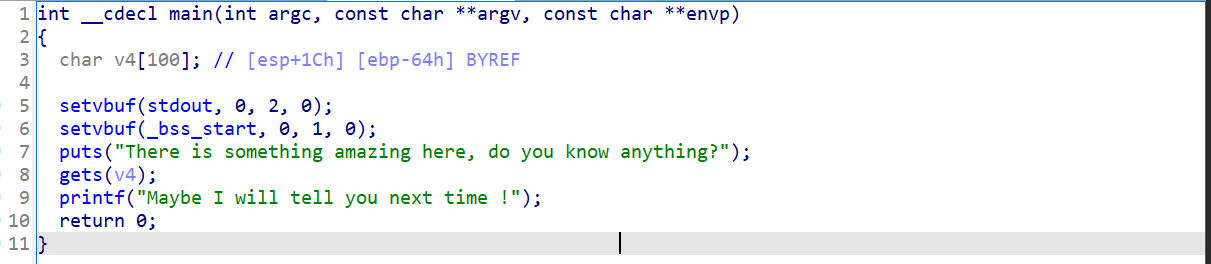 1 int __cdecl main(int argc, const char **argv, const char **envp)
2 {
3   char v4[100]; // [esp+1Ch] [ebp-64h] BYREF
4
5   setvbuf(stdout, 0, 2, 0);
6   setvbuf(_bss_start, 0, 1, 0);
7   puts("There is something amazing here, do you know anything?");
8   gets(v4);
9   printf("Maybe I will tell you next time !");
10   return 0;
11 }